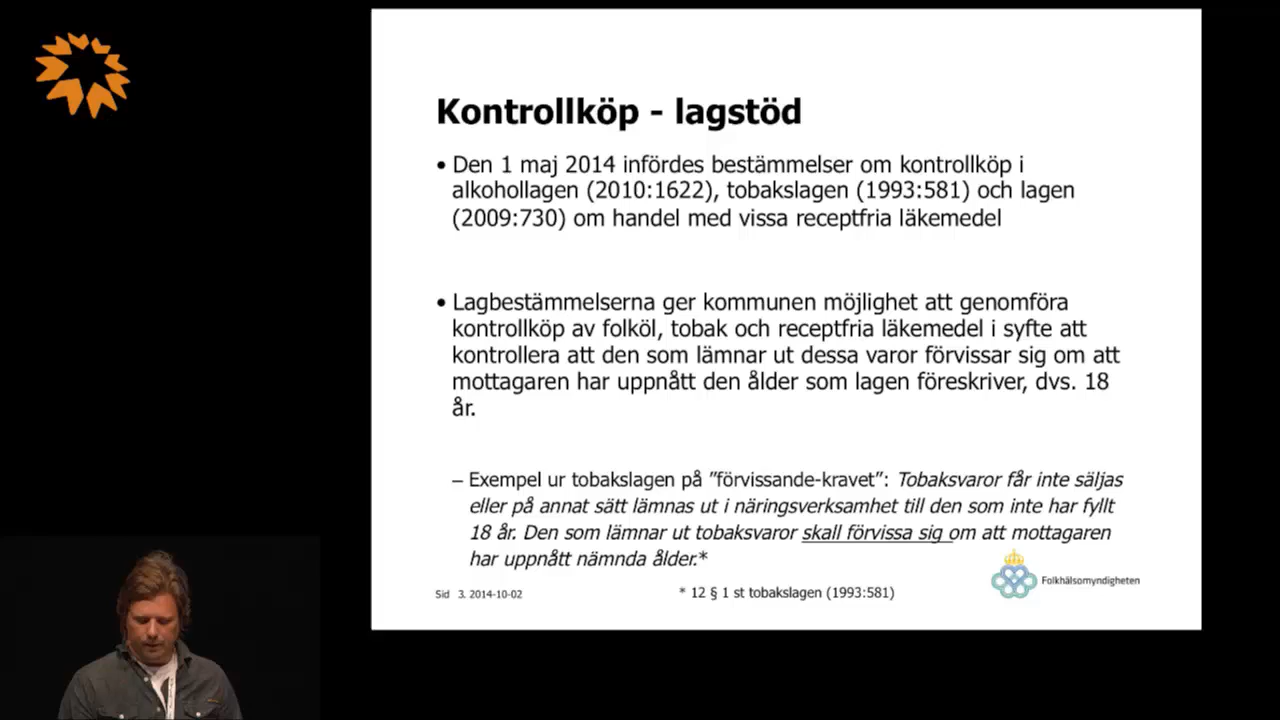 Kontrollköp - lagstöd
• Den 1 maj 2014 infördes bestämmelser om kontrollköp i
alkohollagen (2010:1622), tobakslagen (1993:581) och lagen
(2009:730) om handel med vissa receptfria läkemedel
• Lagbestämmelserna ger kommunen möjlighet att genomföra
kontrollköp av folköl, tobak och receptfria läkemedel i syfte att
kontrollera att den som lämnar ut dessa varor förvissar sig om att
mottagaren har uppnått den ålder som lagen föreskriver, dvs. 18
år.
– Exempel ur tobakslagen på ”förvissande-kravet”: Tobaksvaror får inte säljas
eller på annat sätt lämnas ut i näringsverksamhet till den som inte har fyllt
18 år. Den som lämnar ut tobaksvaror skall förvissa sig om att mottagaren
har uppnått nämnda ålder.*
Sid 3. 2014-10-02
* 12 § 1 st tobakslagen (1993:581)
Folkhälsomyndigheten